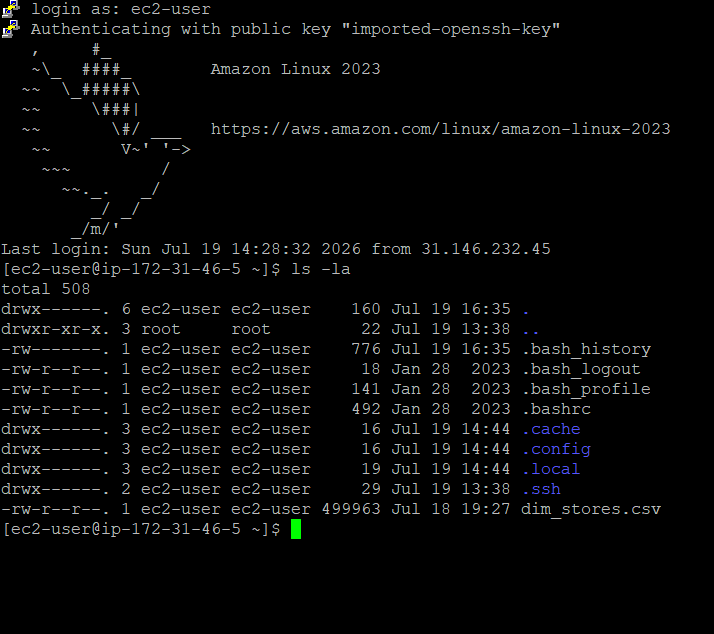 login as: ec2-user
Authenticating with public key "imported-openssh-key"
   ,     #_
   ~\_  ####_        Amazon Linux 2023
  ~~  \_#####\
  ~~     \###|
  ~~       \#/ ___   https://aws.amazon.com/linux/amazon-linux-2023
   ~~       V~' '->
    ~~~         /
      ~~._.   _/
         _/ _/
       _/m/'
Last login: Sun Jul 19 14:28:32 2026 from 31.146.232.45
[ec2-user@ip-172-31-46-5 ~]$ ls -la
total 508
drwx------. 6 ec2-user ec2-user    160 Jul 19 16:35 .
drwxr-xr-x. 3 root     root         22 Jul 19 13:38 ..
-rw-------. 1 ec2-user ec2-user    776 Jul 19 16:35 .bash_history
-rw-r--r--. 1 ec2-user ec2-user     18 Jan 28  2023 .bash_logout
-rw-r--r--. 1 ec2-user ec2-user    141 Jan 28  2023 .bash_profile
-rw-r--r--. 1 ec2-user ec2-user    492 Jan 28  2023 .bashrc
drwx------. 3 ec2-user ec2-user     16 Jul 19 14:44 .cache
drwx------. 3 ec2-user ec2-user     16 Jul 19 14:44 .config
drwx------. 3 ec2-user ec2-user     19 Jul 19 14:44 .local
drwx------. 2 ec2-user ec2-user     29 Jul 19 13:38 .ssh
-rw-r--r--. 1 ec2-user ec2-user 499963 Jul 18 19:27 dim_stores.csv
[ec2-user@ip-172-31-46-5 ~]$